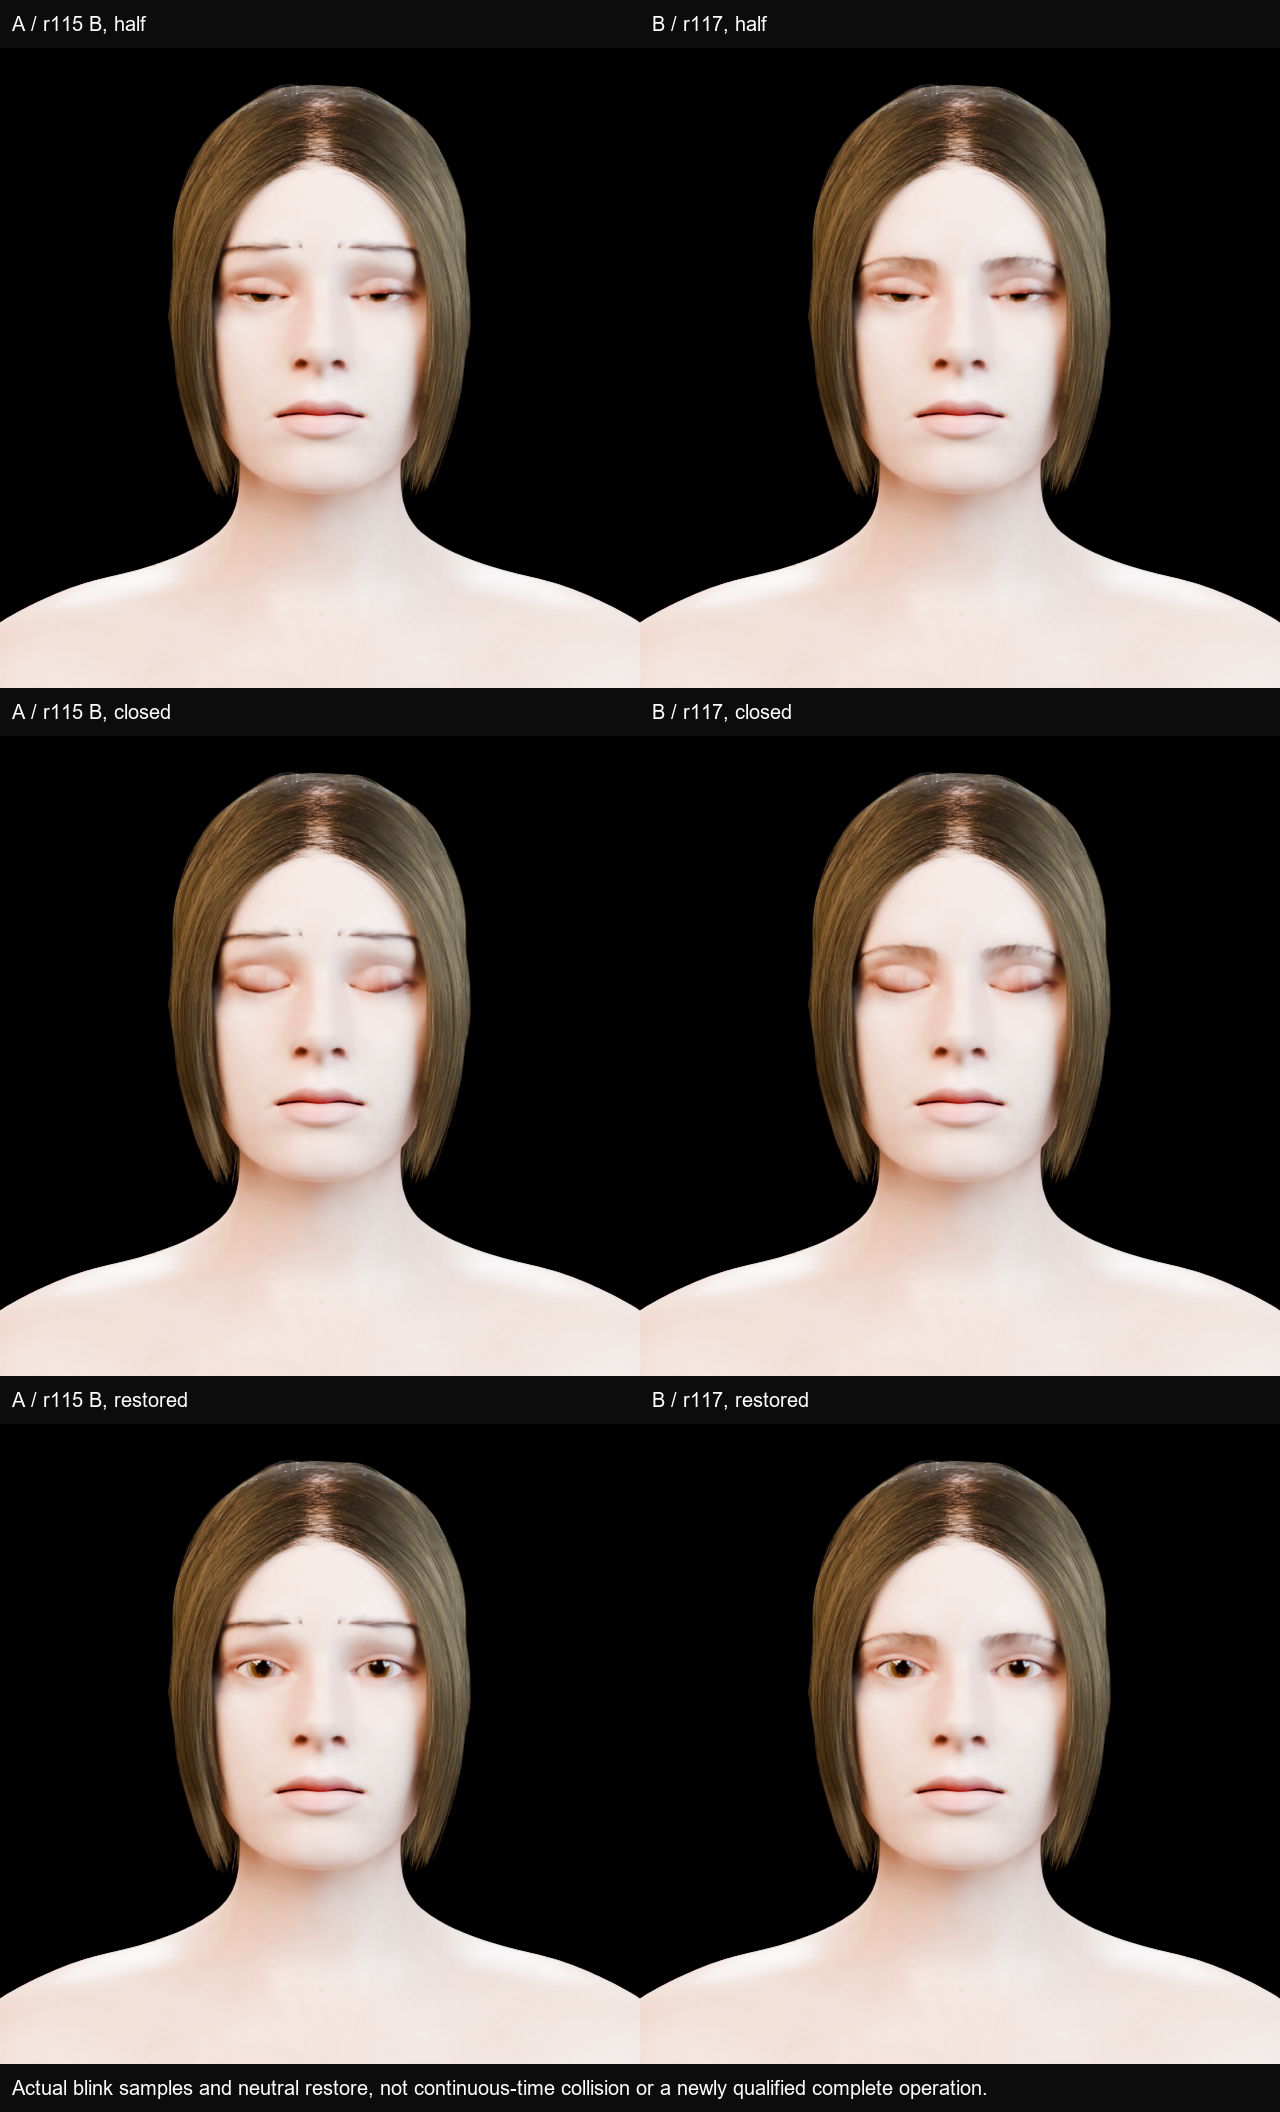 A / r115 B, half
B / r117, half
A / r115 B, closed
B / r117, closed
A / r115 B, restored
B / r117, restored
Actual blink samples and neutral restore, not continuous-time collision or a newly qualified complete operation.